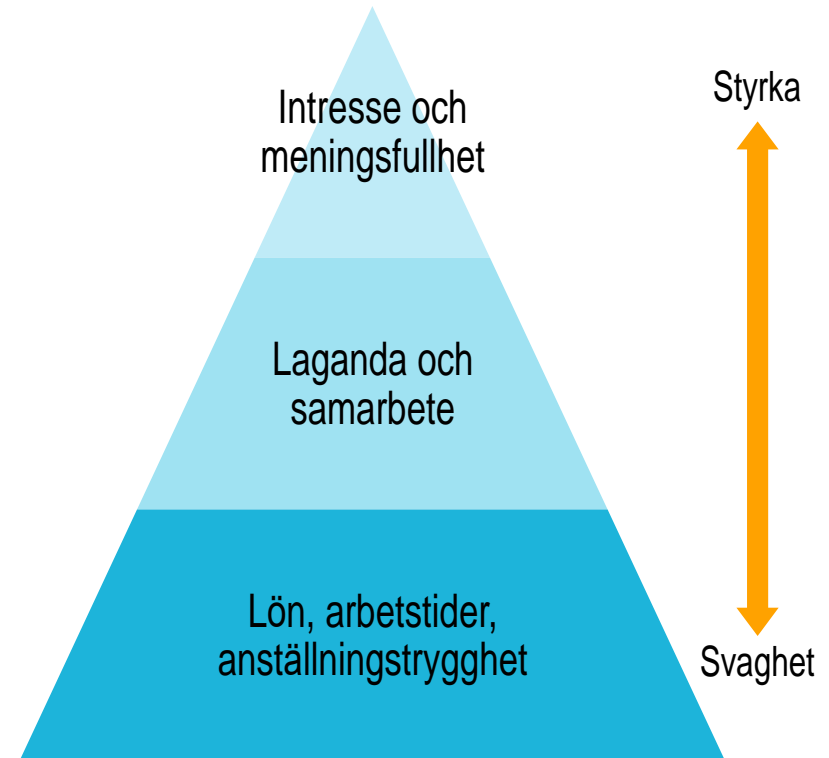 Styrka
Intresse och
meningsfullhet
Laganda och
samarbete
Lön, arbetstider,
anställningstrygghet
Svaghet